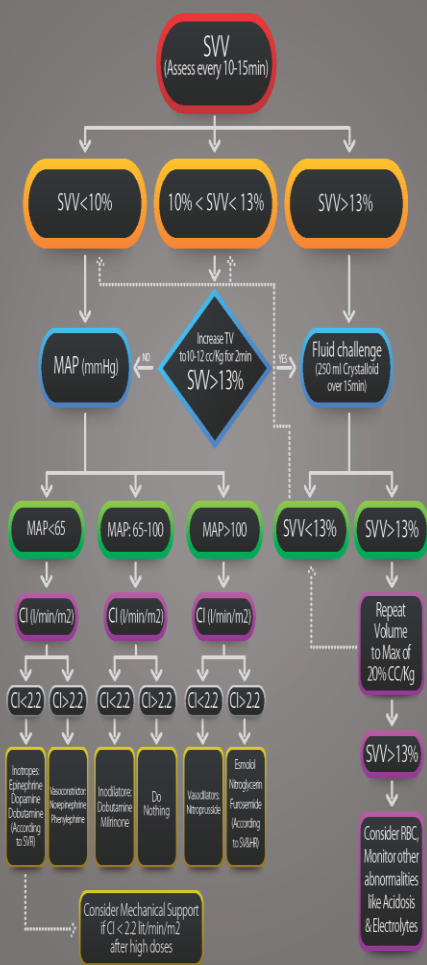 SVV
(Assess every 10-15min)
SVV<10%
10% < SVV< 13%
SVV>13%
MAP (mmHg)
NO
Increase TV
to10-12 cc/Kg for 2min
SVV>13%
YES
Fluid challenge
(250 ml Crystalloid
over 15min)
MAP<65
MAP: 65-100
MAP>100
SVV<13%
SVV>13%
CI (l/min/m2)
CI (l/min/m2)
CI (l/min/m2)
Repeat
Volume
to Max of
20% CC/Kg
CI<2.2
CI>2.2
CI<2.2
CI>2.2
CI<2.2
CI>2.2
SVV>13%
Inotropes:
Epinephrine
Dopamine
Dobutamine
(According
to SVR)
Vasoconstrictor:
Norepinephrine
Phenylephrine
Inodilatore:
Dobutamine
Milrinone
Do
Nothing
Vasodilators:
Nitroprusside
Esmolol
Nitroglycerin
Furosemide
(According
to SV&HR)
Consider RBC,
Monitor other
abnormalities
like Acidosis
& Electrolytes
Consider Mechanical Support
if CI < 2.2 lit/min/m2
after high doses